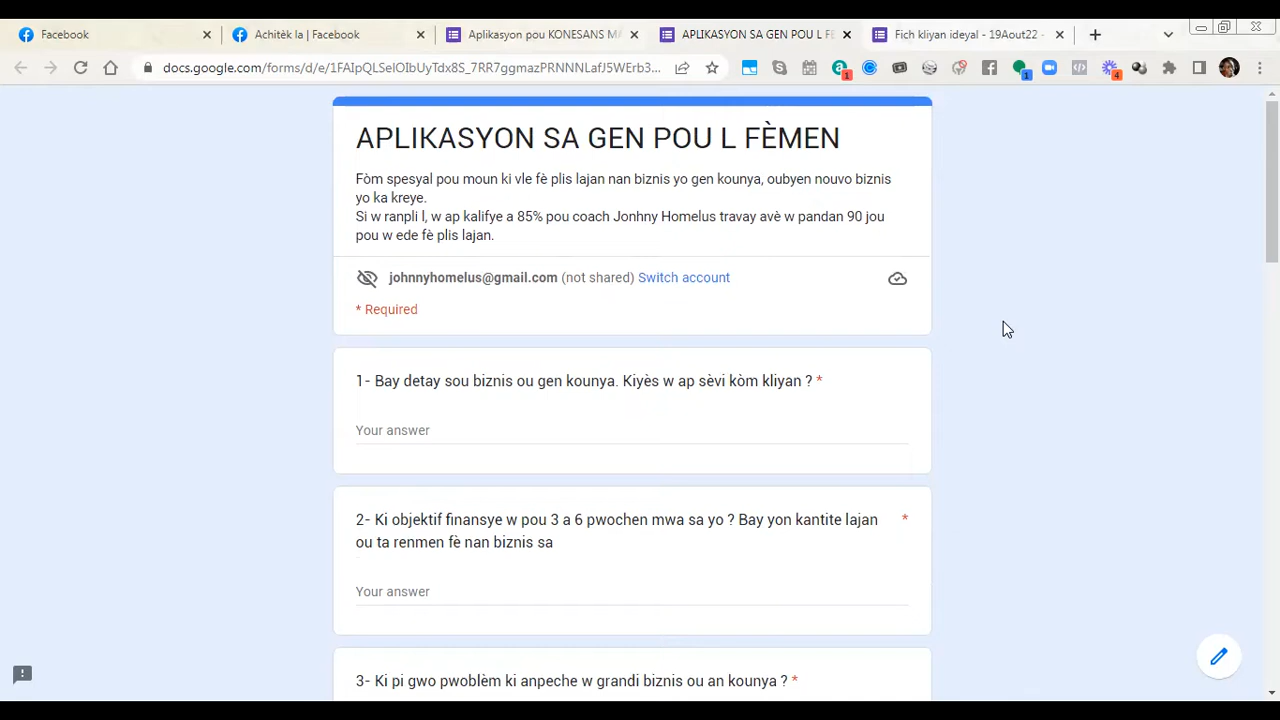 Facebook
Achitèk la | Facebook
Aplikasyon pou KONESANS MA
APLIKASYON SA GEN POU L FÈ
Fich kliyan ideyal - 19Aout22 -
docs.google.com/forms/d/e/1FAIpQLSelOIbUyTdx8S_7RR7ggmazPRNNNLafJ5WErb3...
1
1
4
APLIKASYON SA GEN POU L FÈMEN
Fòm spesyal pou moun ki vle fè plis lajan nan biznis yo gen kounya, oubyen nouvo biznis
yo ka kreye.
Si w ranpli l, w ap kalifye a 85% pou coach Jonhny Homelus travay avè w pandan 90 jou
pou w ede fè plis lajan.
johnnyhomelus@gmail.com (not shared) Switch account
* Required
1- Bay detay sou biznis ou gen kounya. Kiyès w ap sèvi kòm kliyan ? *
Your answer
2- Ki objektif finansye w pou 3 a 6 pwochen mwa sa yo ? Bay yon kantite lajan *
ou ta renmen fè nan biznis sa
Your answer
3- Ki pi gwo pwoblèm ki anpeche w grandi biznis ou an kounya ? *